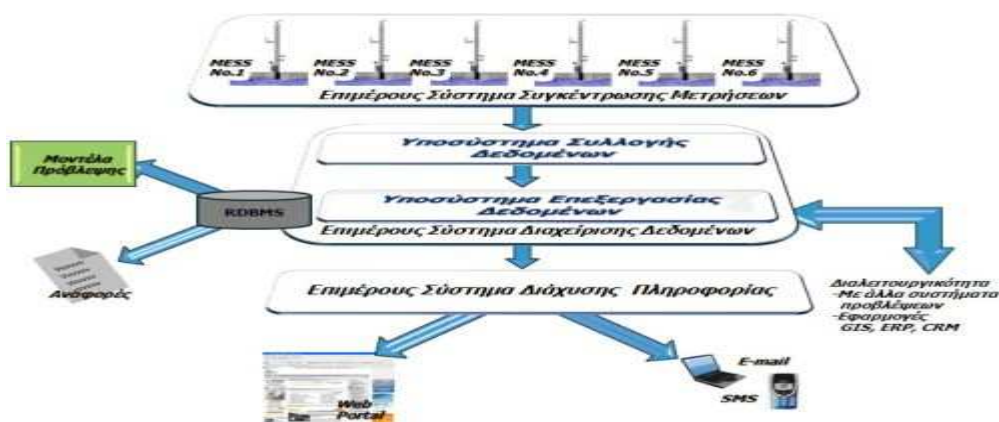 MESS
No.1
MESS
No.2
MESS
No.3
MESS
No.4
MESS
No.5
MESS
No.6
Επιμέρους Σύστημα Συγκέντρωσης Μετρήσεων
Υποσύστημα Συλλογής
Δεδομένων
Μοντέλα
Πρόβλεψης
RDBMS
Υποσύστημα Επεξεργασίας
Δεδομένων
Επιμέρους Σύστημα Διαχείρισης Δεδομένων
Αναφορές
Επιμέρους Σύστημα Διάχυσης Πληροφορίας
Διαλειτουργικότητα
-Με άλλα συστήματα
προβλέψεων
-Εφαρμογές
GIS, ERP, CRM
Web
Portal
E-mail
SMS